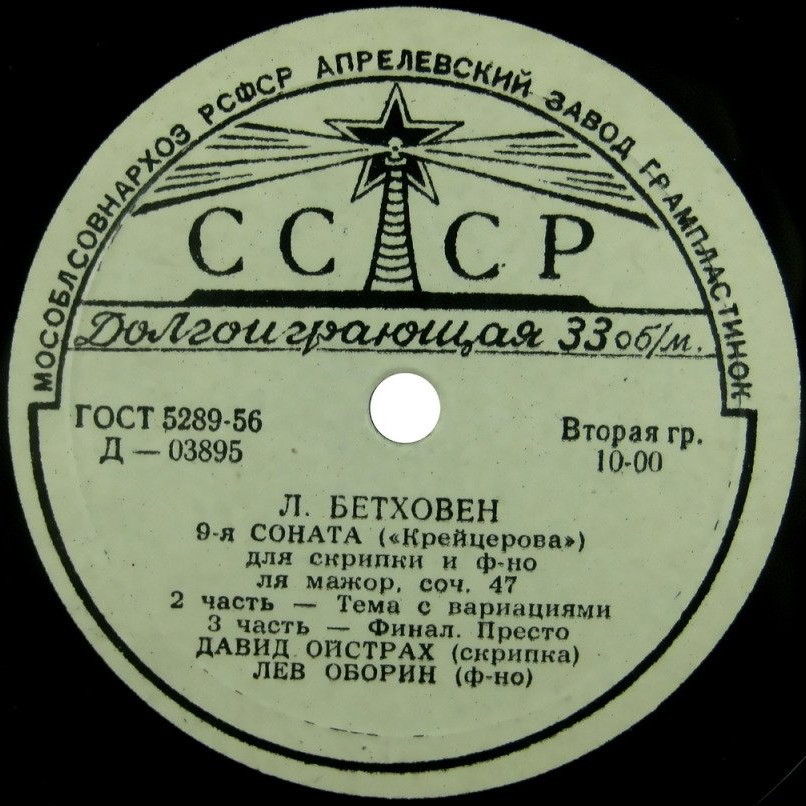 МОСОБЛСОВНАРХОЗ РСФСР АПРЕЛЕВСКИЙ ЗАВОД ГРАМПЛАСТИНОК
СССР
Долгоиграющая 33 об/м.
ГОСТ 5289-56
Д — 03895
Вторая гр.
10-00
Л. БЕТХОВЕН
9-я СОНАТА («Крейцерова»)
для скрипки и ф-но
ля мажор, соч. 47
2 часть — Тема с вариациями
3 часть — Финал. Престо
ДАВИД ОЙСТРАХ (скрипка)
ЛЕВ ОБОРИН (ф-но)